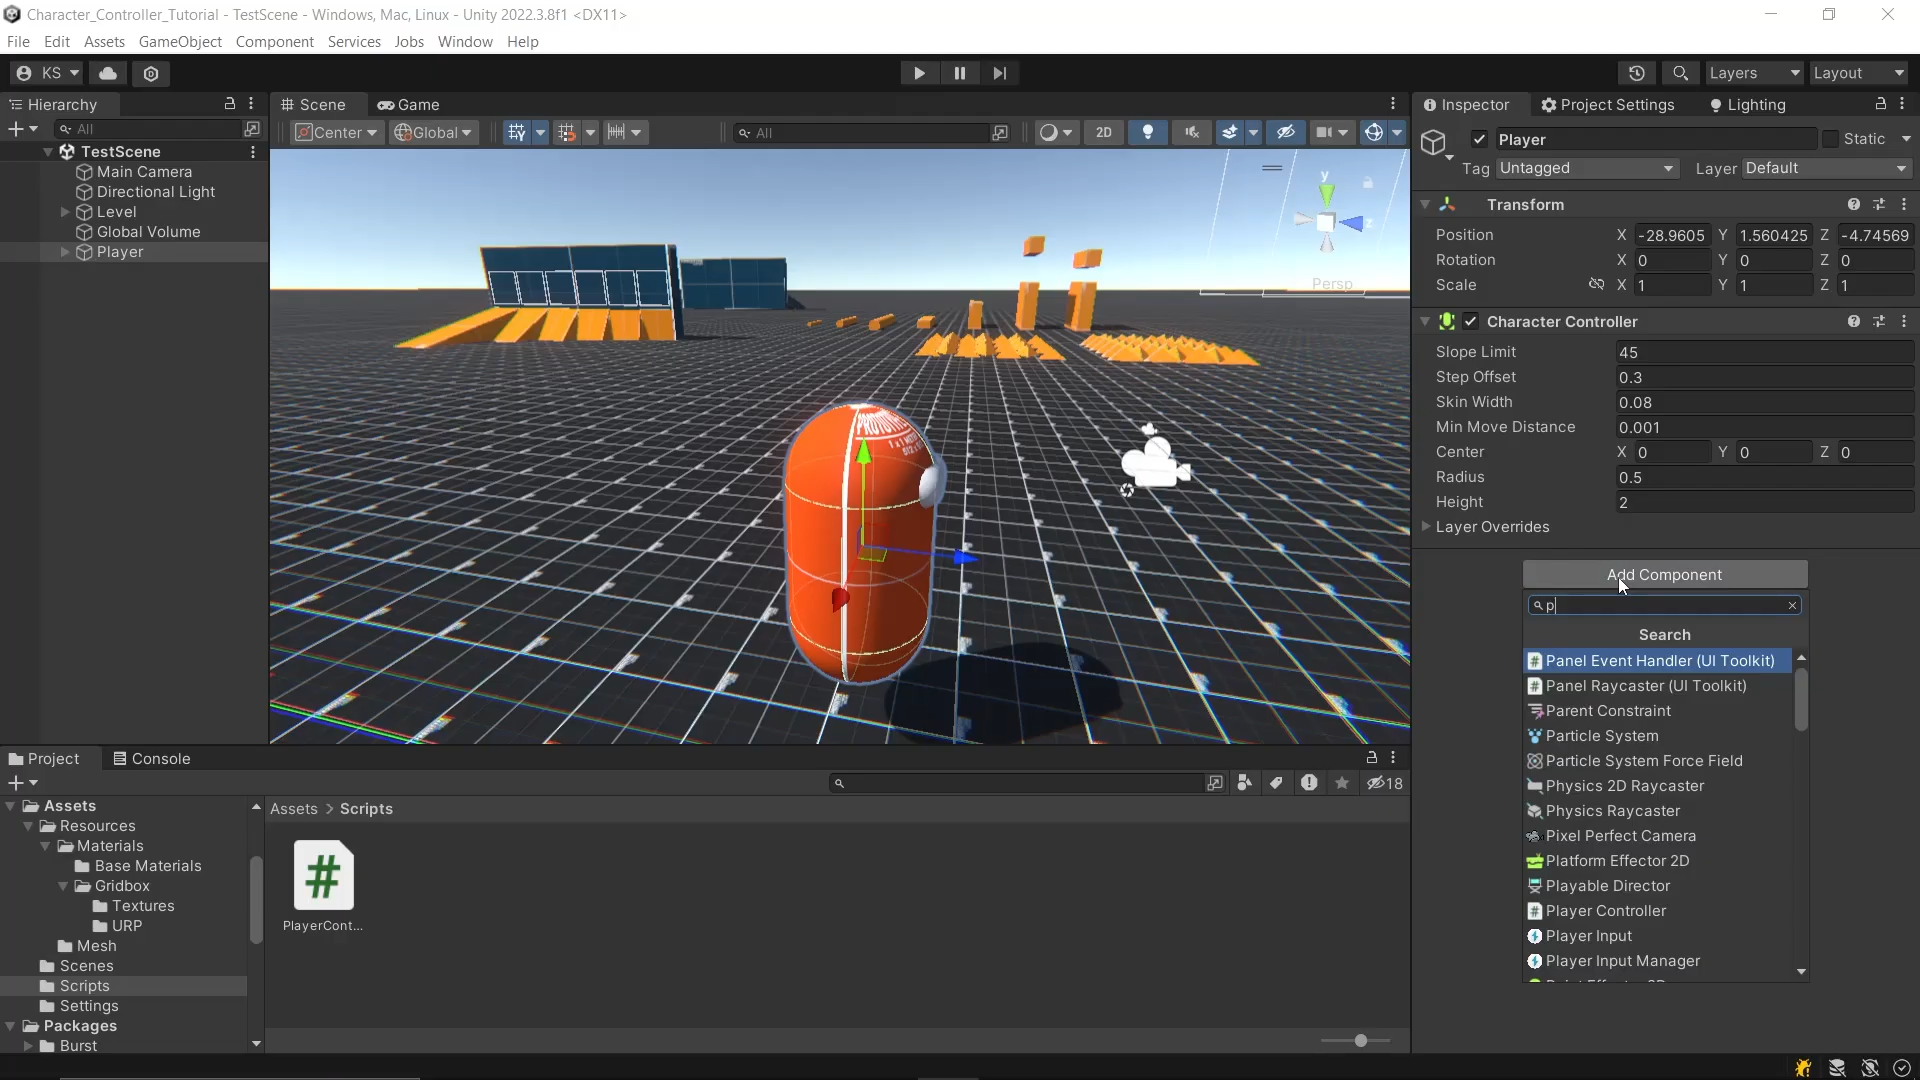 Character_Controller_Tutorial - TestScene - Windows, Mac, Linux - Unity 2022.3.8f1 <DX11>
File Edit Assets GameObject Component Services Jobs Window Help
KS Layers Layout
Hierarchy
All
TestScene
Main Camera
Directional Light
Level
Global Volume
Player
Scene Game
Center Global All 2D
y
z
Persp
PROTOTYPE
1 x 1 METER
Inspector Project Settings Lighting
Player Static
Tag Untagged Layer Default
Transform
Position X -28.9605 Y 1.560425 Z -4.74569
Rotation X 0 Y 0 Z 0
Scale X 1 Y 1 Z 1
Character Controller
Slope Limit 45
Step Offset 0.3
Skin Width 0.08
Min Move Distance 0.001
Center X 0 Y 0 Z 0
Radius 0.5
Height 2
Layer Overrides
Add Component
p
Search
Panel Event Handler (UI Toolkit)
Panel Raycaster (UI Toolkit)
Parent Constraint
Particle System
Particle System Force Field
Physics 2D Raycaster
Physics Raycaster
Pixel Perfect Camera
Platform Effector 2D
Playable Director
Player Controller
Player Input
Player Input Manager
Project Console
18
Assets
Resources
Materials
Base Materials
Gridbox
Textures
URP
Mesh
Scenes
Scripts
Settings
Packages
Burst
Assets > Scripts
#
PlayerCont...